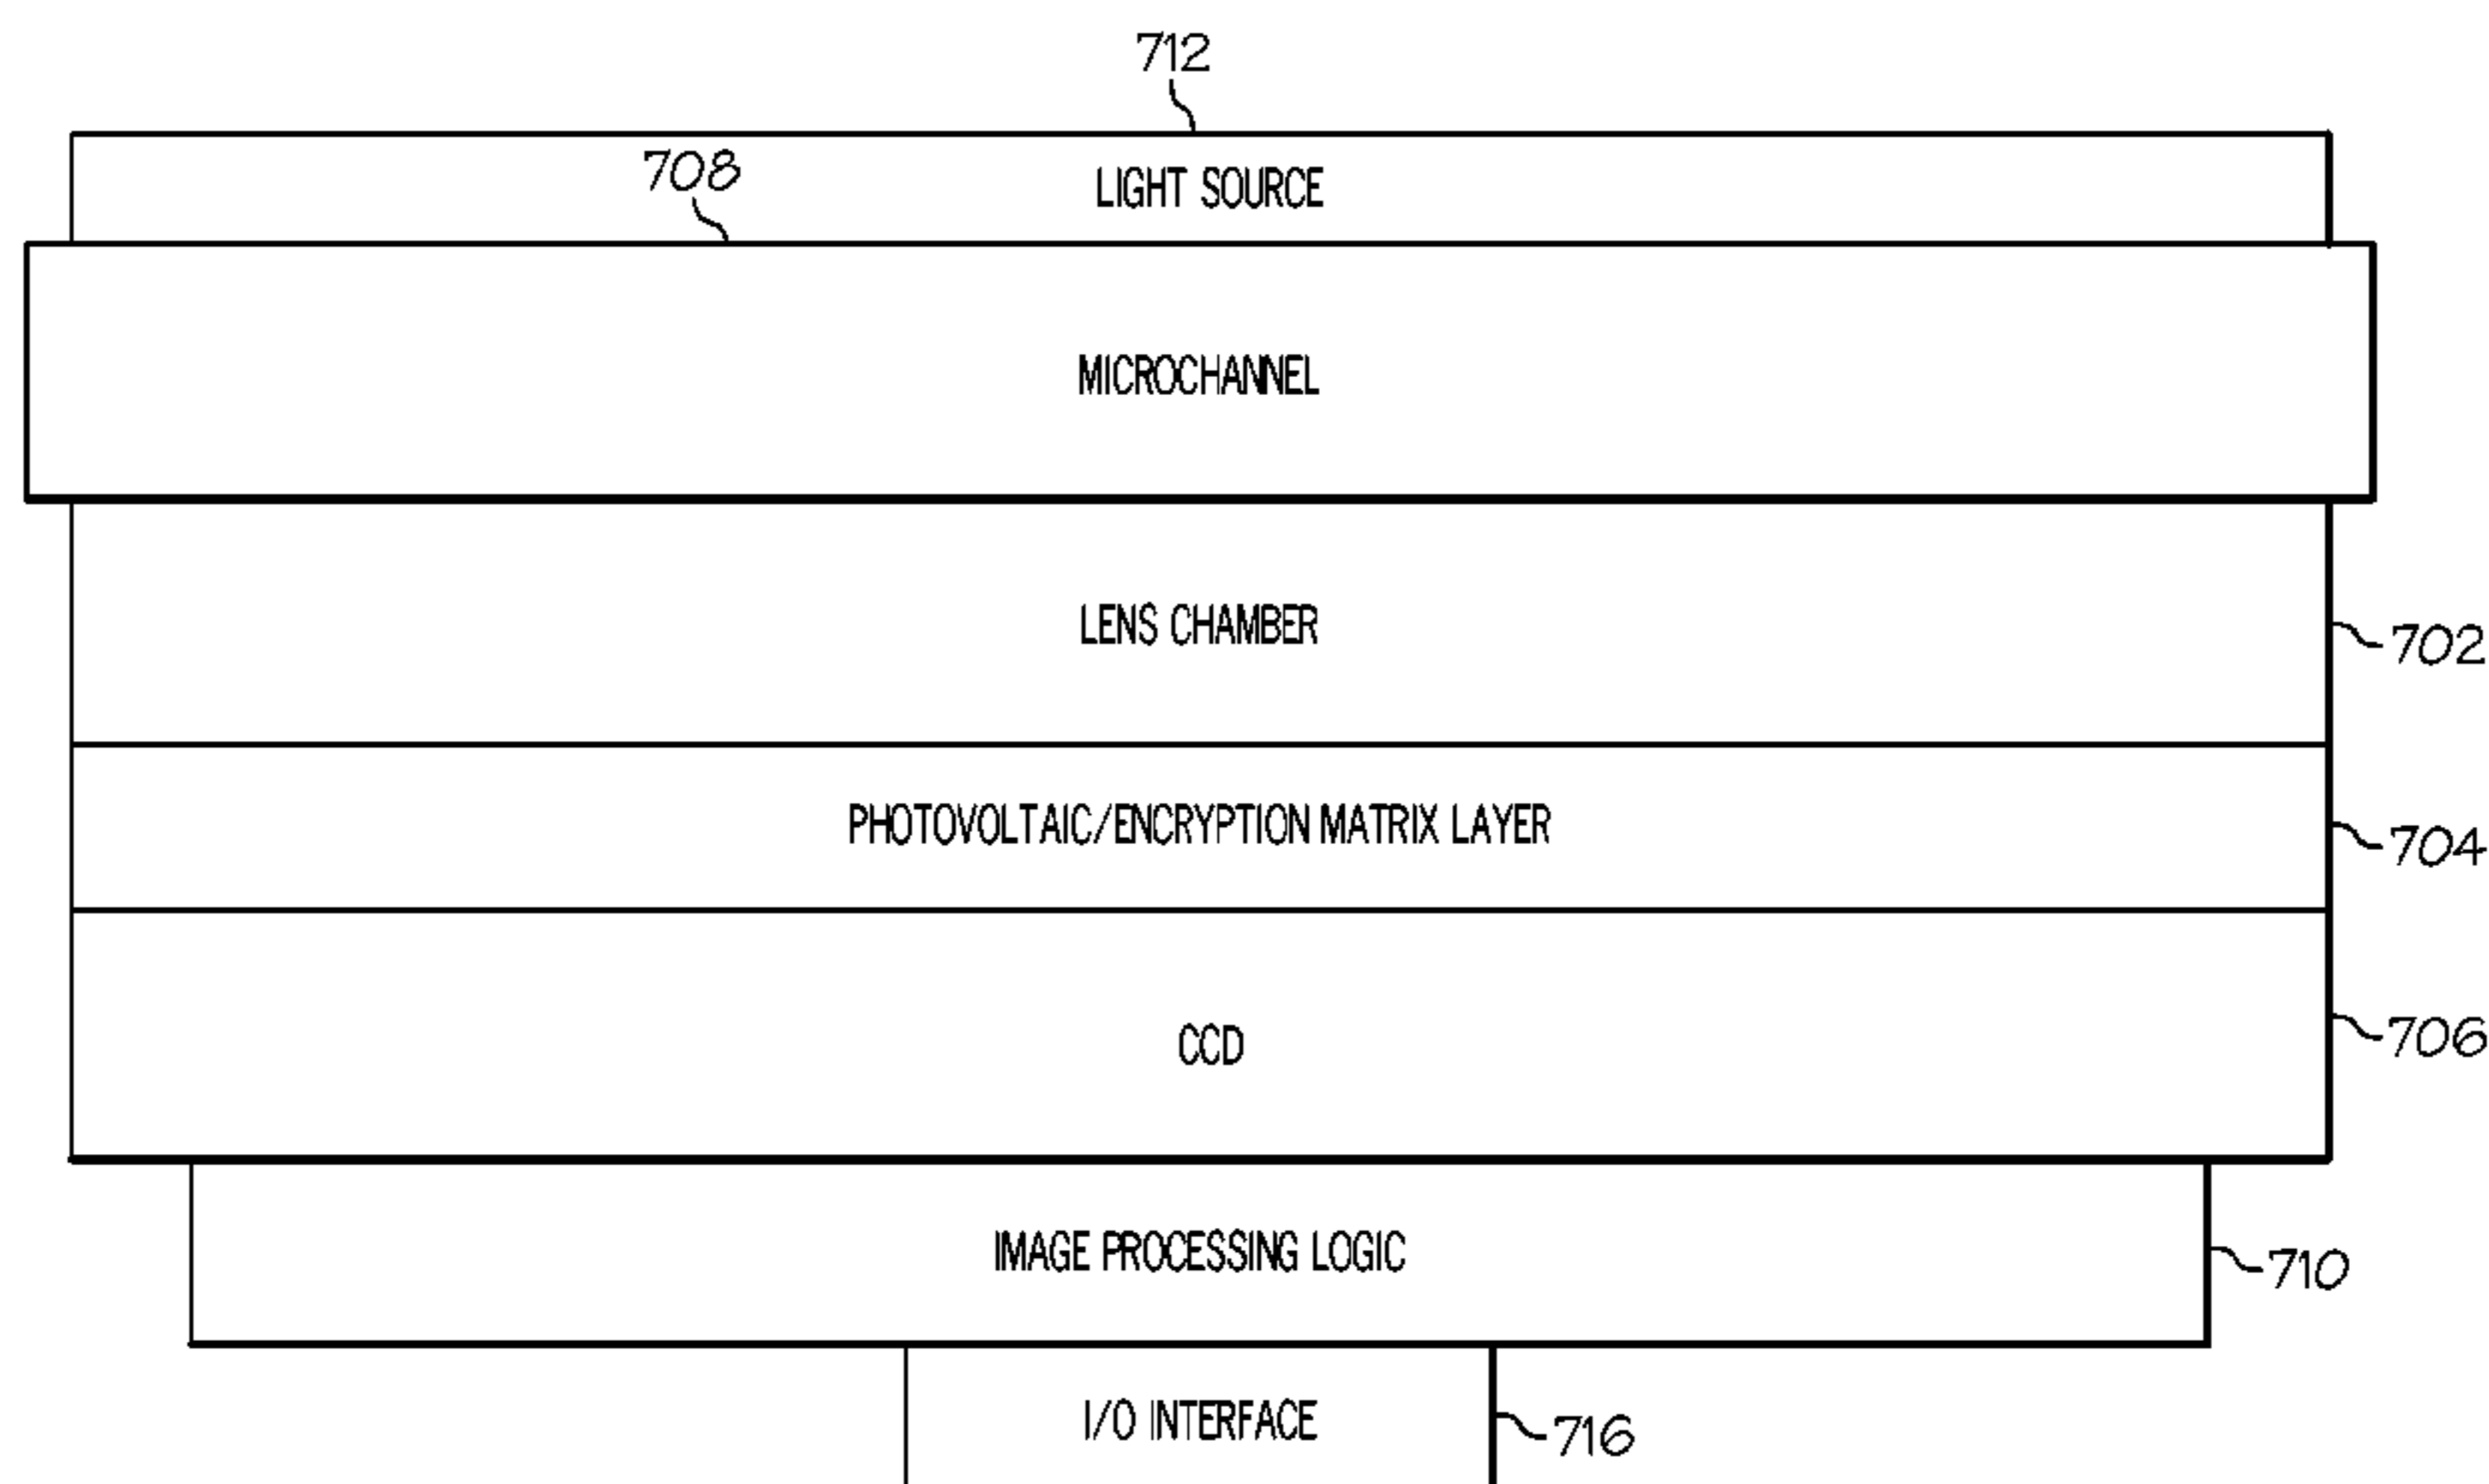 712
708
LIGHT SOURCE
MICROCHANNEL
LENS CHAMBER
702
PHOTOVOLTAIC/ENCRYPTION MATRIX LAYER
704
CCD
706
IMAGE PROCESSING LOGIC
710
I/O INTERFACE
716